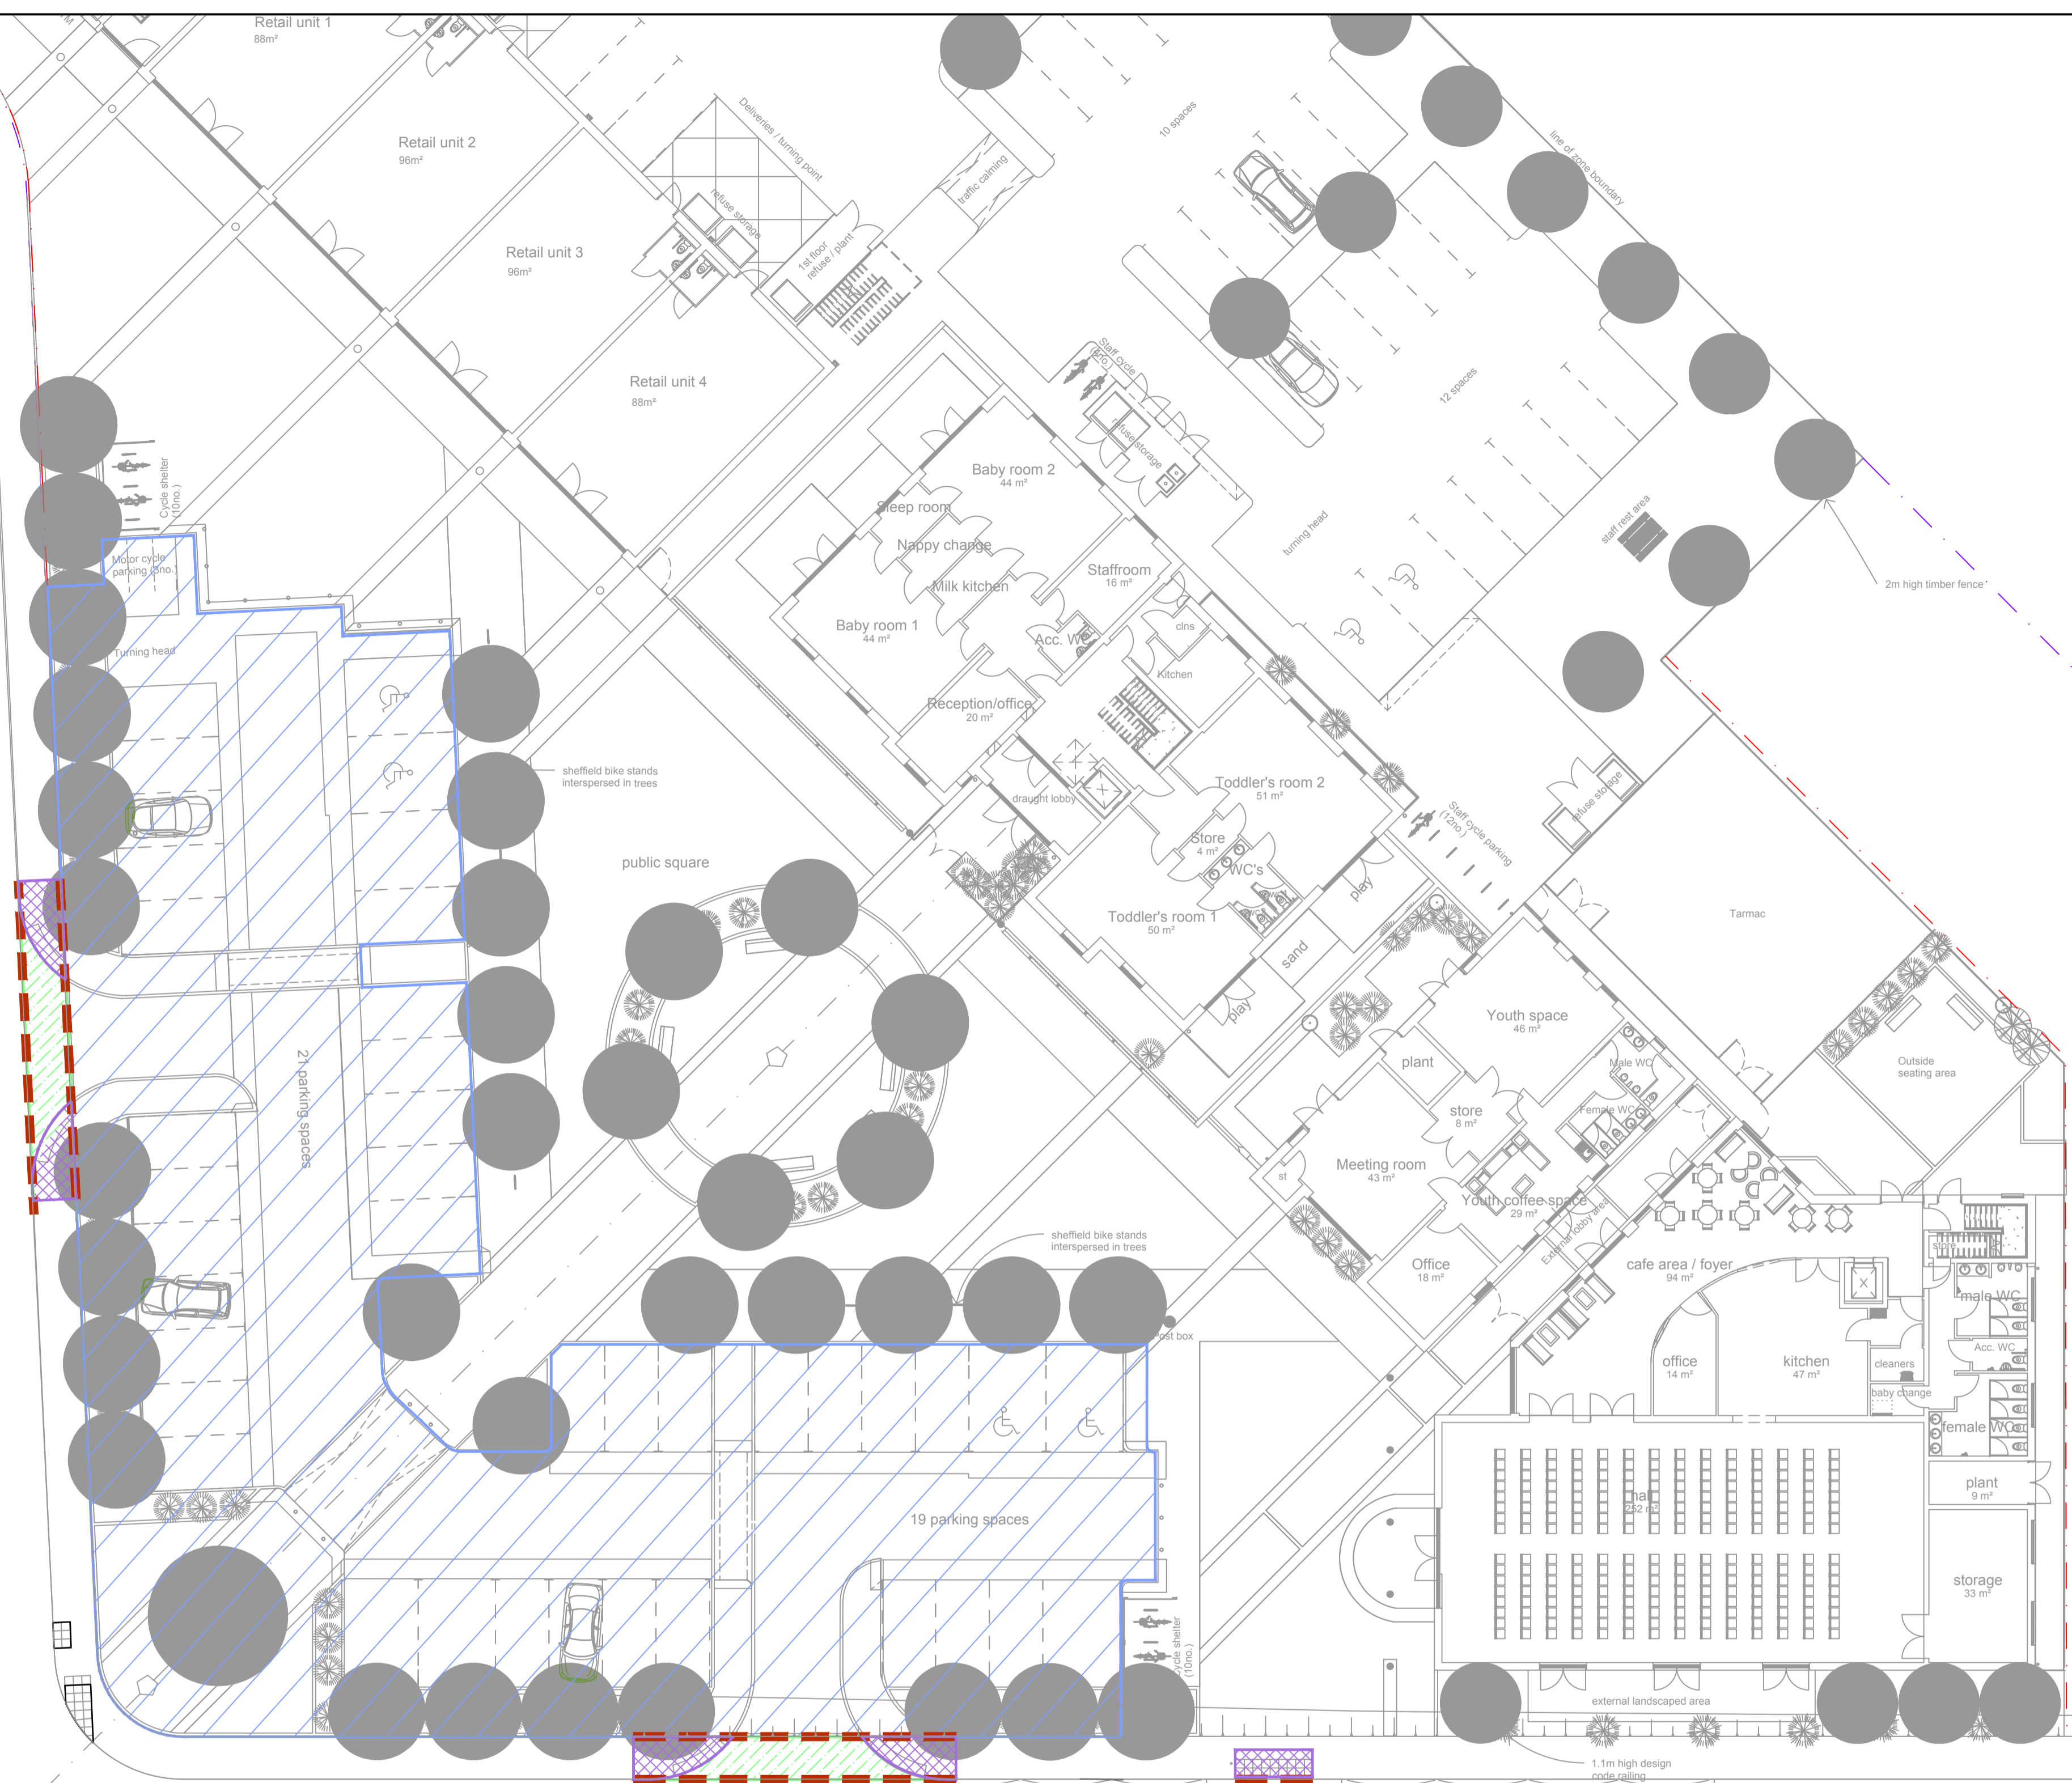 Retail unit 1
88m²
Retail unit 2
96m²
Retail unit 3
96m²
Retail unit 4
88m²
Deliveries / turning point
refuse storage
1st floor
refuse / plant
traffic calming
10 spaces
line of zone boundary
12 spaces
Staff cycle
refuse storage
turning head
staff rest area
2m high timber fence
Cycle shelter
(10no.)
Motor cycle
parking (3no.)
Turning head
21 parking spaces
sheffield bike stands
interspersed in trees
public square
Baby room 2
44 m²
Sleep room
Nappy change
Milk kitchen
Baby room 1
44 m²
Staffroom
16 m²
Acc. WC
clns
Kitchen
Reception/office
20 m²
draught lobby
Toddler's room 2
51 m²
Store
4 m²
WC's
Toddler's room 1
50 m²
play
sand
play
Staff cycle parking
(12no.)
refuse storage
Tarmac
Outside
seating area
Youth space
46 m²
plant
Male WC
Female WC
store
8 m²
Meeting room
43 m²
st
Youth coffee space
29 m²
External lobby area
Office
18 m²
sheffield bike stands
interspersed in trees
Post box
cafe area / foyer
94 m²
store
male WC
Acc. WC
office
14 m²
kitchen
47 m²
cleaners
baby change
female WC
plant
9 m²
hall
252 m²
storage
33 m²
19 parking spaces
Cycle shelter
(10no.)
external landscaped area
1.1m high design
code railing